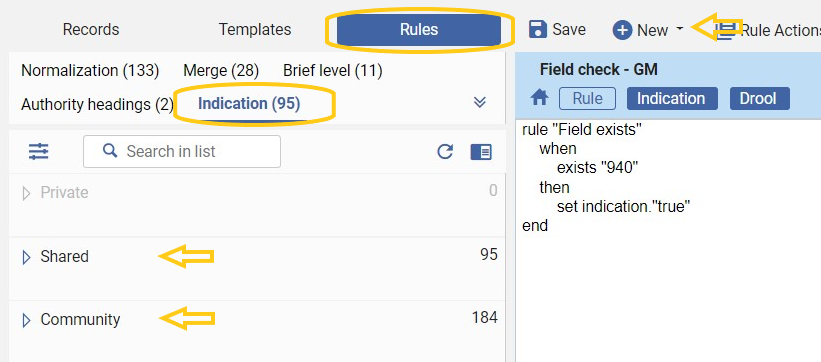 Records Templates Rules
Save New Rule Actions
Normalization (133) Merge (28) Brief level (11)
Authority headings (2) Indication (95)
Search in list
Private 0
Shared 95
Community 184
Field check - GM
Rule Indication Drool
rule "Field exists"
when
exists "940"
then
set indication."true"
end